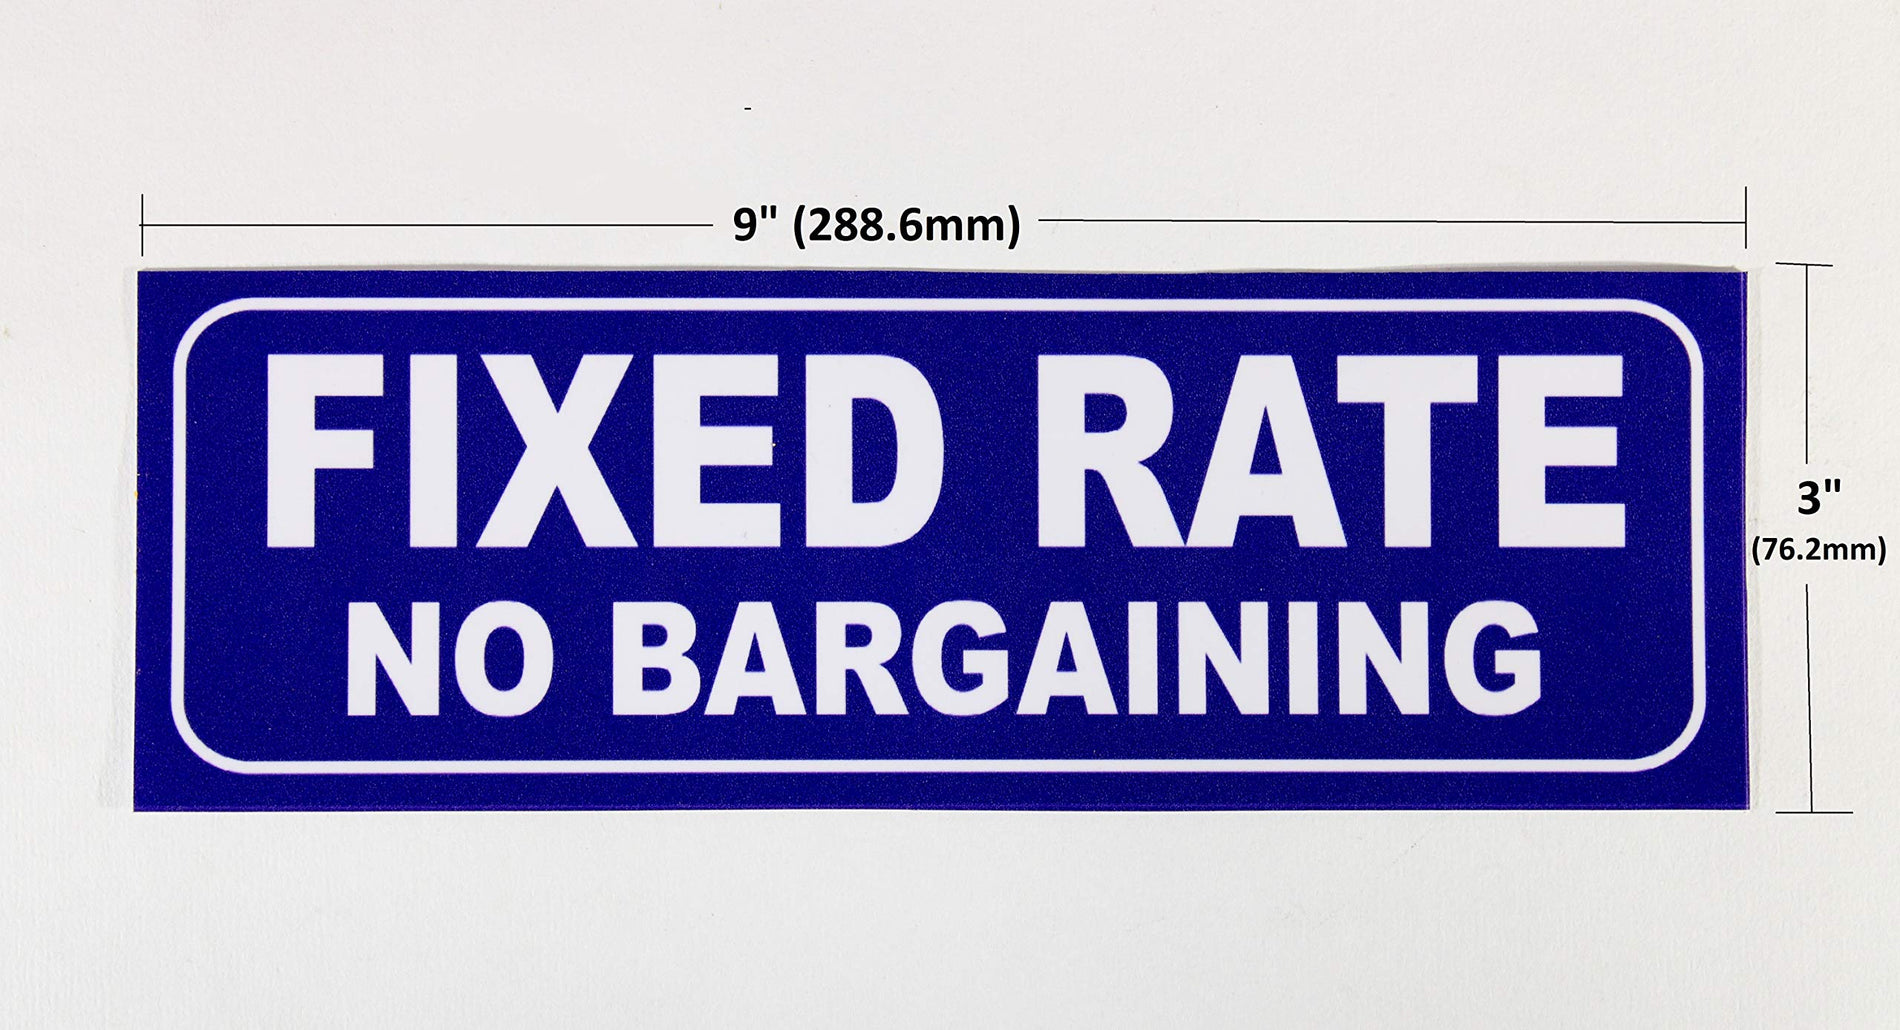 9" (288.6mm)
FIXED RATE
NO BARGAINING
3"
(76.2mm)